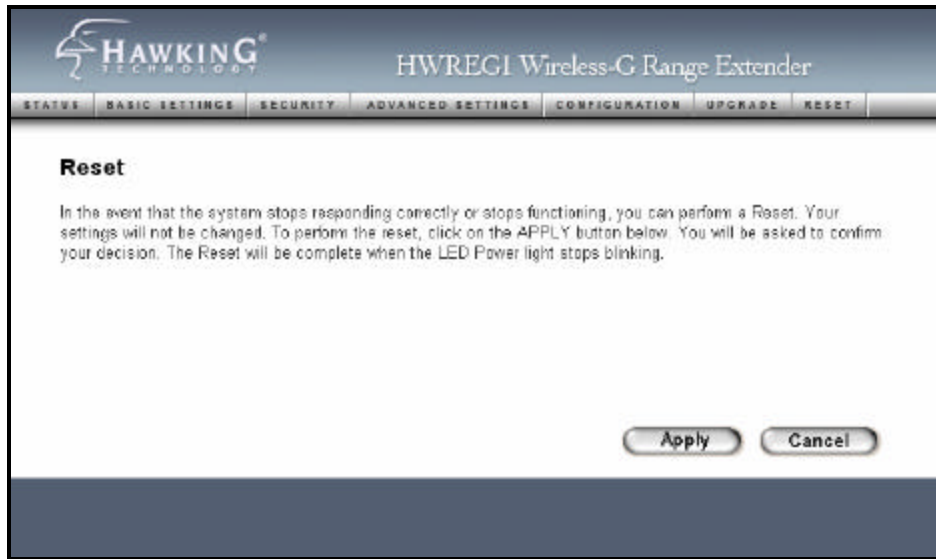 HAWKING®
TECHNOLOGY
HWREG1 Wireless-G Range Extender
STATUS BASIC SETTINGS SECURITY ADVANCED SETTINGS CONFIGURATION UPGRADE RESET
Reset
In the event that the system stops responding correctly or stops functioning, you can perform a Reset. Your
settings will not be changed. To perform the reset, click on the APPLY button below. You will be asked to confirm
your decision. The Reset will be complete when the LED Power light stops blinking.
Apply Cancel